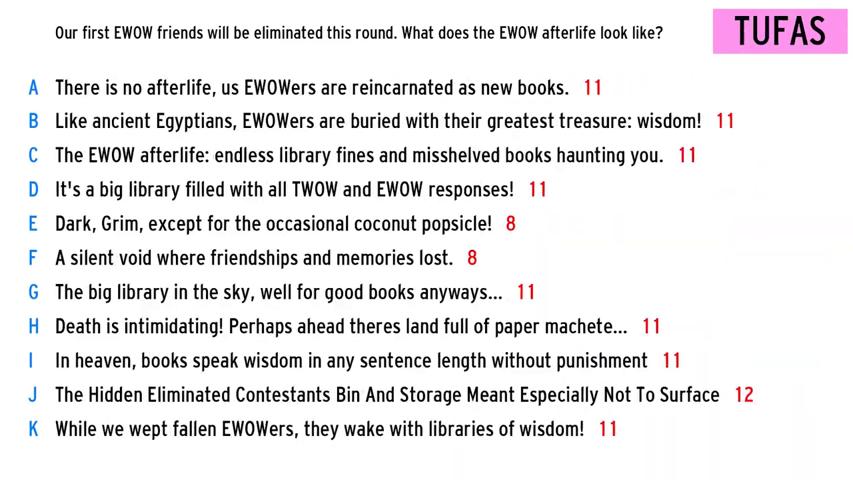 Our first EWOW friends will be eliminated this round. What does the EWOW afterlife look like?
TUFAS
A There is no afterlife, us EWOWers are reincarnated as new books. 11
B Like ancient Egyptians, EWOWers are buried with their greatest treasure: wisdom! 11
C The EWOW afterlife: endless library fines and misshelved books haunting you. 11
D It's a big library filled with all TWOW and EWOW responses! 11
E Dark, Grim, except for the occasional coconut popsicle! 8
F A silent void where friendships and memories lost. 8
G The big library in the sky, well for good books anyways... 11
H Death is intimidating! Perhaps ahead theres land full of paper machete... 11
I In heaven, books speak wisdom in any sentence length without punishment 11
J The Hidden Eliminated Contestants Bin And Storage Meant Especially Not To Surface 12
K While we wept fallen EWOWers, they wake with libraries of wisdom! 11